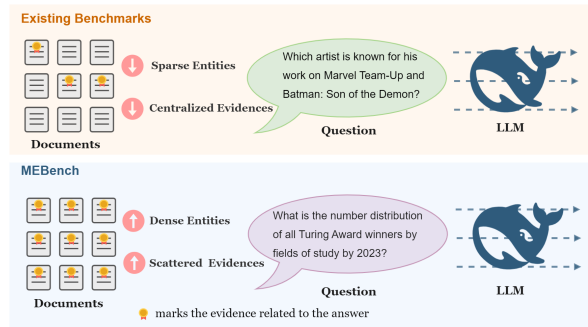 Existing Benchmarks
Sparse Entities
Centralized Evidences
Documents
Which artist is known for his
work on Marvel Team-Up and
Batman: Son of the Demon?
Question
LLM
MEBench
Dense Entities
Scattered Evidences
Documents
What is the number distribution
of all Turing Award winners by
fields of study by 2023?
Question
LLM
marks the evidence related to the answer